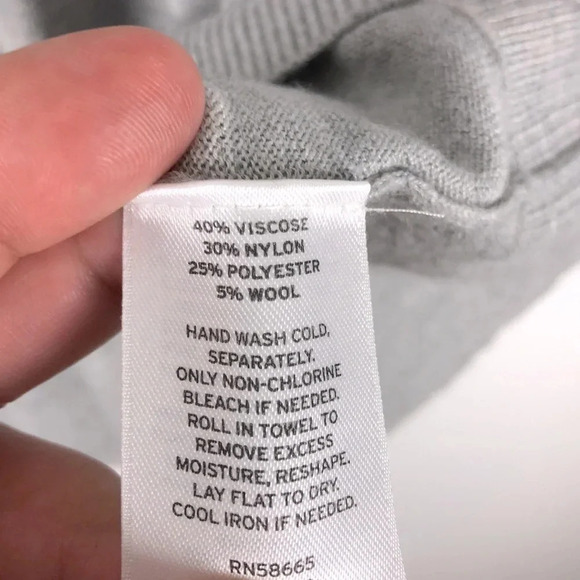 40% VISCOSE
30% NYLON
25% POLYESTER
5% WOOL
HAND WASH COLD,
SEPARATELY.
ONLY NON-CHLORINE
BLEACH IF NEEDED.
ROLL IN TOWEL TO
REMOVE EXCESS
MOISTURE, RESHAPE.
LAY FLAT TO DRY.
COOL IRON IF NEEDED.
RN58665